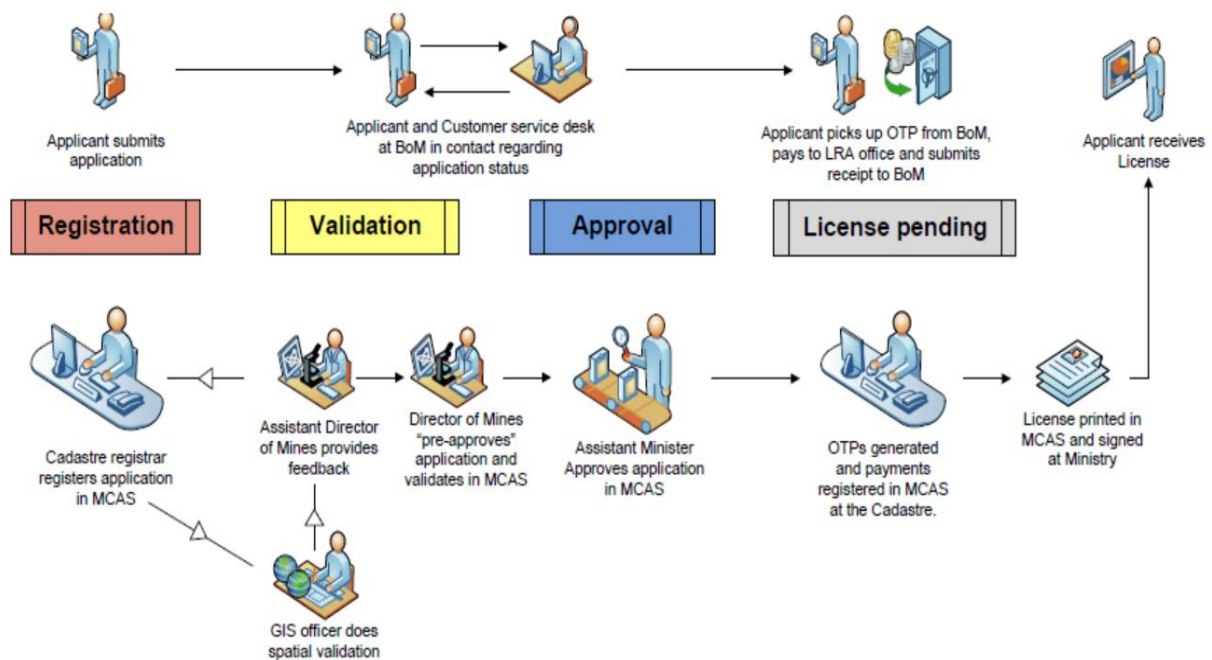 Applicant submits
application
Applicant and Customer service desk
at BoM in contact regarding
application status
Applicant picks up OTP from BoM,
pays to LRA office and submits
receipt to BoM
Applicant receives
License
Registration
Validation
Approval
License pending
Cadastre registrar
registers application
in MCAS
Assistant Director
of Mines provides
feedback
Director of Mines
“pre-approves”
application and
validates in MCAS
Assistant Minister
Approves application
in MCAS
OTPs generated
and payments
registered in MCAS
at the Cadastre.
License printed in
MCAS and signed
at Ministry
GIS officer does
spatial validation